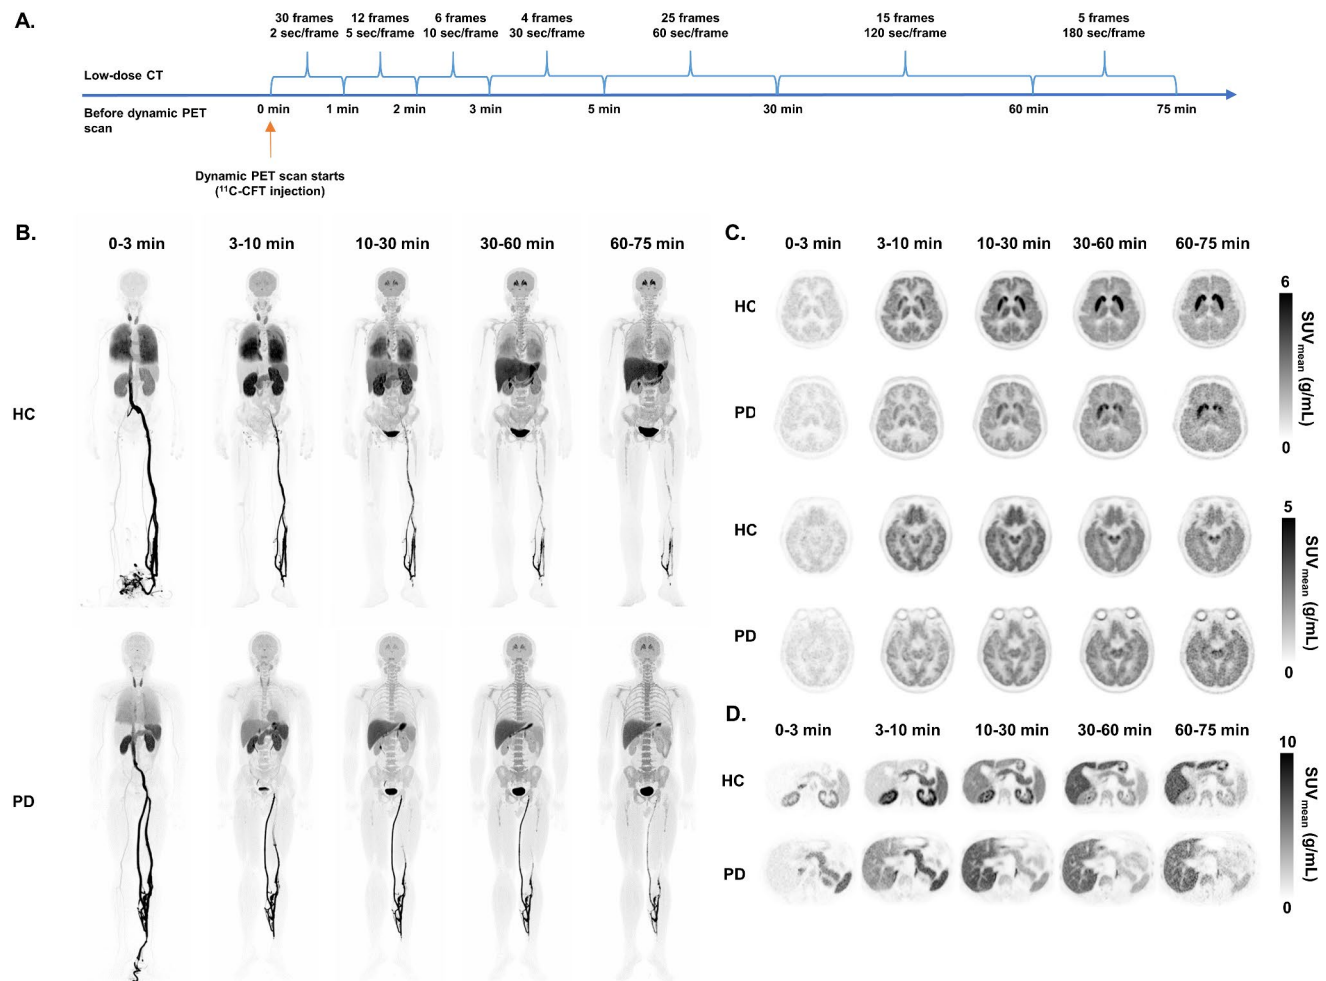 A.
30 frames 12 frames 6 frames 4 frames 25 frames 15 frames 5 frames
2 sec/frame 5 sec/frame 10 sec/frame 30 sec/frame 60 sec/frame 120 sec/frame 180 sec/frame
Low-dose CT
Before dynamic PET
scan
0 min 1 min 2 min 3 min 5 min 30 min 60 min 75 min
Dynamic PET scan starts
(¹¹C-CFT injection)
B.
0-3 min 3-10 min 10-30 min 30-60 min 60-75 min
HC
PD
C.
0-3 min 3-10 min 10-30 min 30-60 min 60-75 min
HC
PD
6
SUVmean (g/mL)
0
HC
PD
5
SUVmean (g/mL)
0
D.
0-3 min 3-10 min 10-30 min 30-60 min 60-75 min
HC
PD
10
SUVmean (g/mL)
0